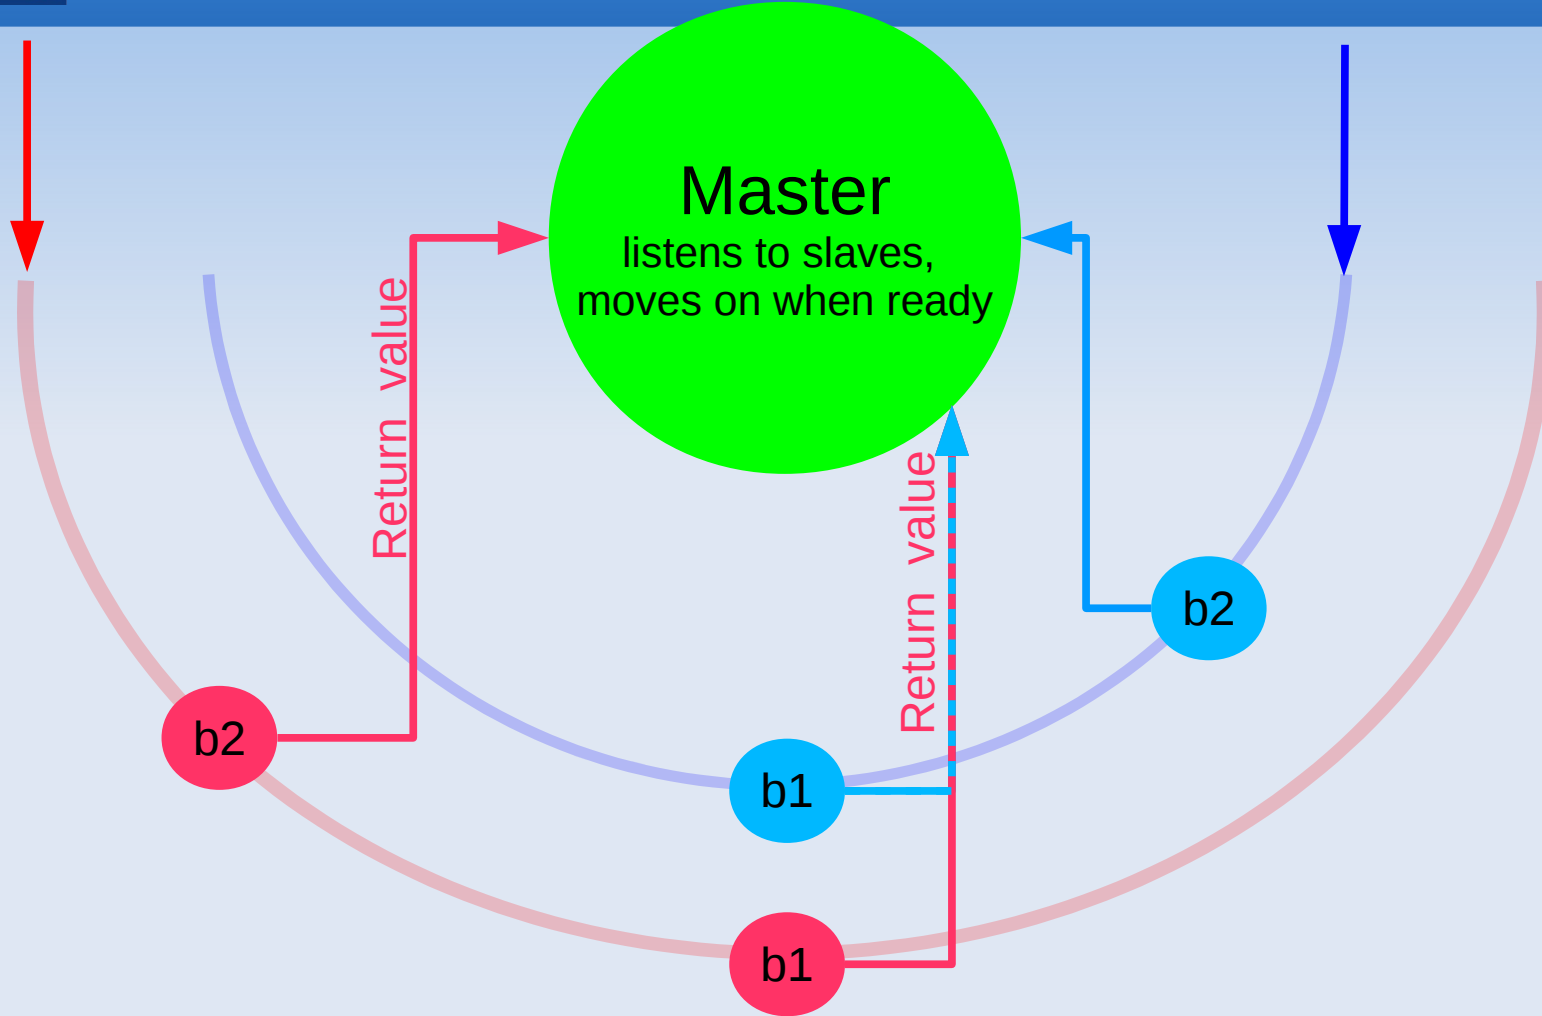 Master
listens to slaves,
moves on when ready
Return value
Return value
b2
b2
b1
b1